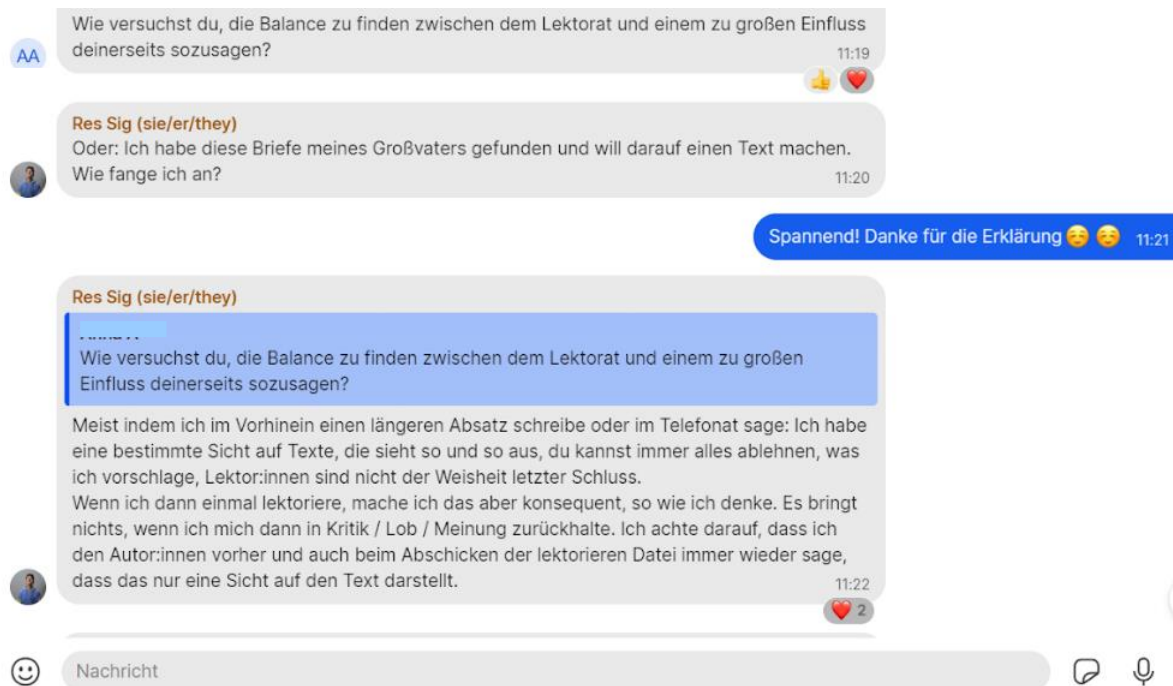 Wie versuchst du, die Balance zu finden zwischen dem Lektorat und einem zu großen Einfluss
AA
deinerseits sozusagen?
11:19
Res Sig (sie/er/they)
Oder: Ich habe diese Briefe meines Großvaters gefunden und will darauf einen Text machen.
Wie fange ich an?
11:20
Spannend! Danke für die Erklärung ☺️ ☺️ 11:21
Res Sig (sie/er/they)
Wie versuchst du, die Balance zu finden zwischen dem Lektorat und einem zu großen
Einfluss deinerseits sozusagen?
Meist indem ich im Vorhinein einen längeren Absatz schreibe oder im Telefonat sage: Ich habe
eine bestimmte Sicht auf Texte, die sieht so und so aus, du kannst immer alles ablehnen, was
ich vorschlage, Lektor:innen sind nicht der Weisheit letzter Schluss.
Wenn ich dann einmal lektoriere, mache ich das aber konsequent, so wie ich denke. Es bringt
nichts, wenn ich mich dann in Kritik / Lob / Meinung zurückhalte. Ich achte darauf, dass ich
den Autor:innen vorher und auch beim Abschicken der lektorieren Datei immer wieder sage,
dass das nur eine Sicht auf den Text darstellt.
11:22
2
Nachricht